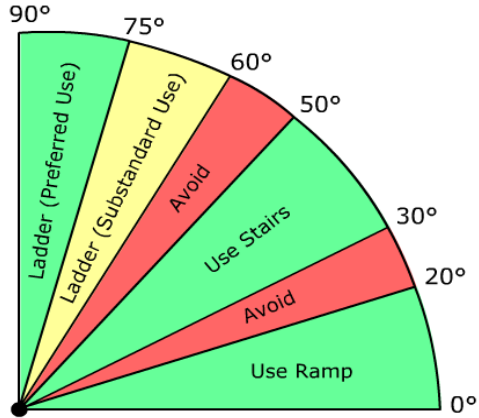 90°
75°
60°
50°
30°
20°
0°
Ladder (Preferred Use)
Ladder (Substandard Use)
Avoid
Use Stairs
Avoid
Use Ramp